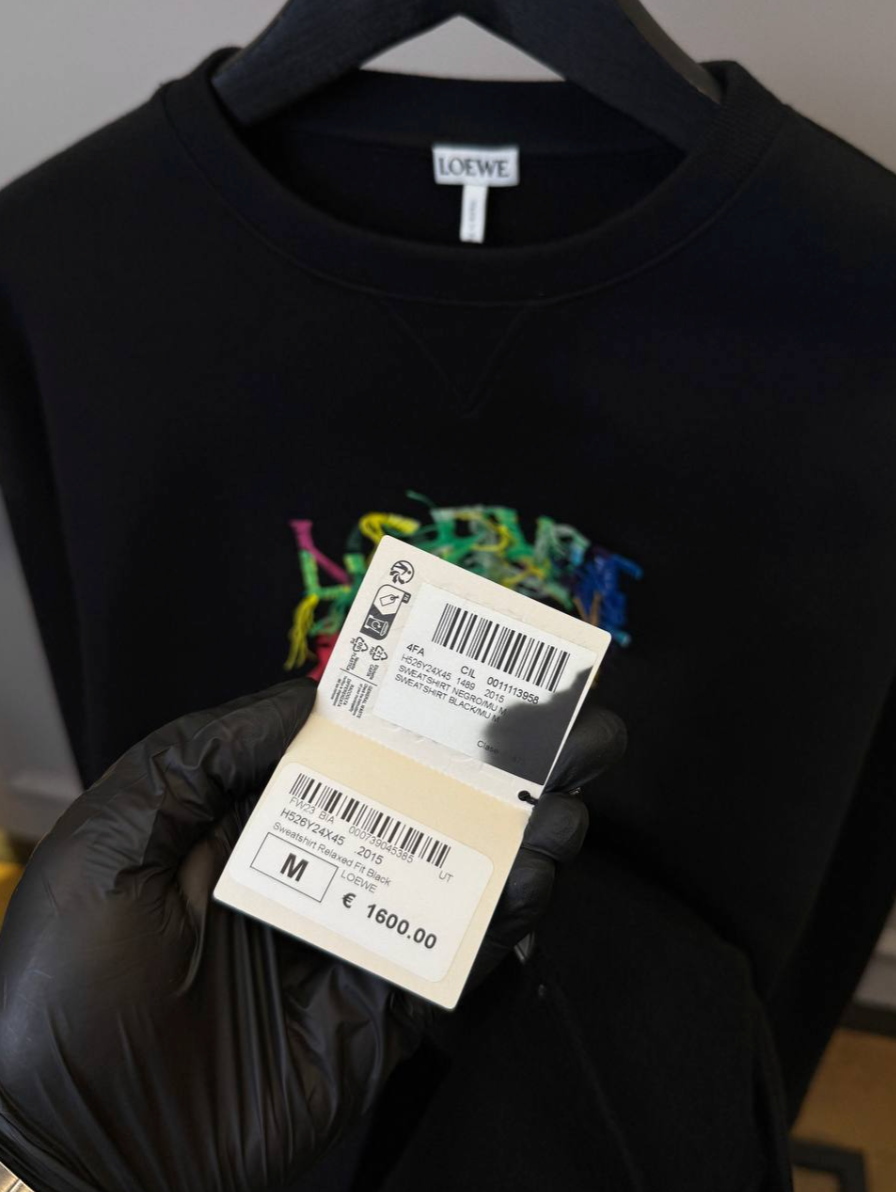 LOEWE
4FA CIL 0011113958
H526Y24X45 1489 2015
SWEATSHIRT NEGRO/MU M
SWEATSHIRT BLACK/MU M
FW23 BIA 000739045385
H526Y24X45 .2015 UT
Sweatshirt Relaxed Fit Black
M LOEWE
€ 1600.00